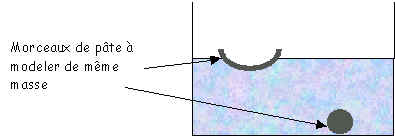 Morceaux de pâte à
modeler de même
masse